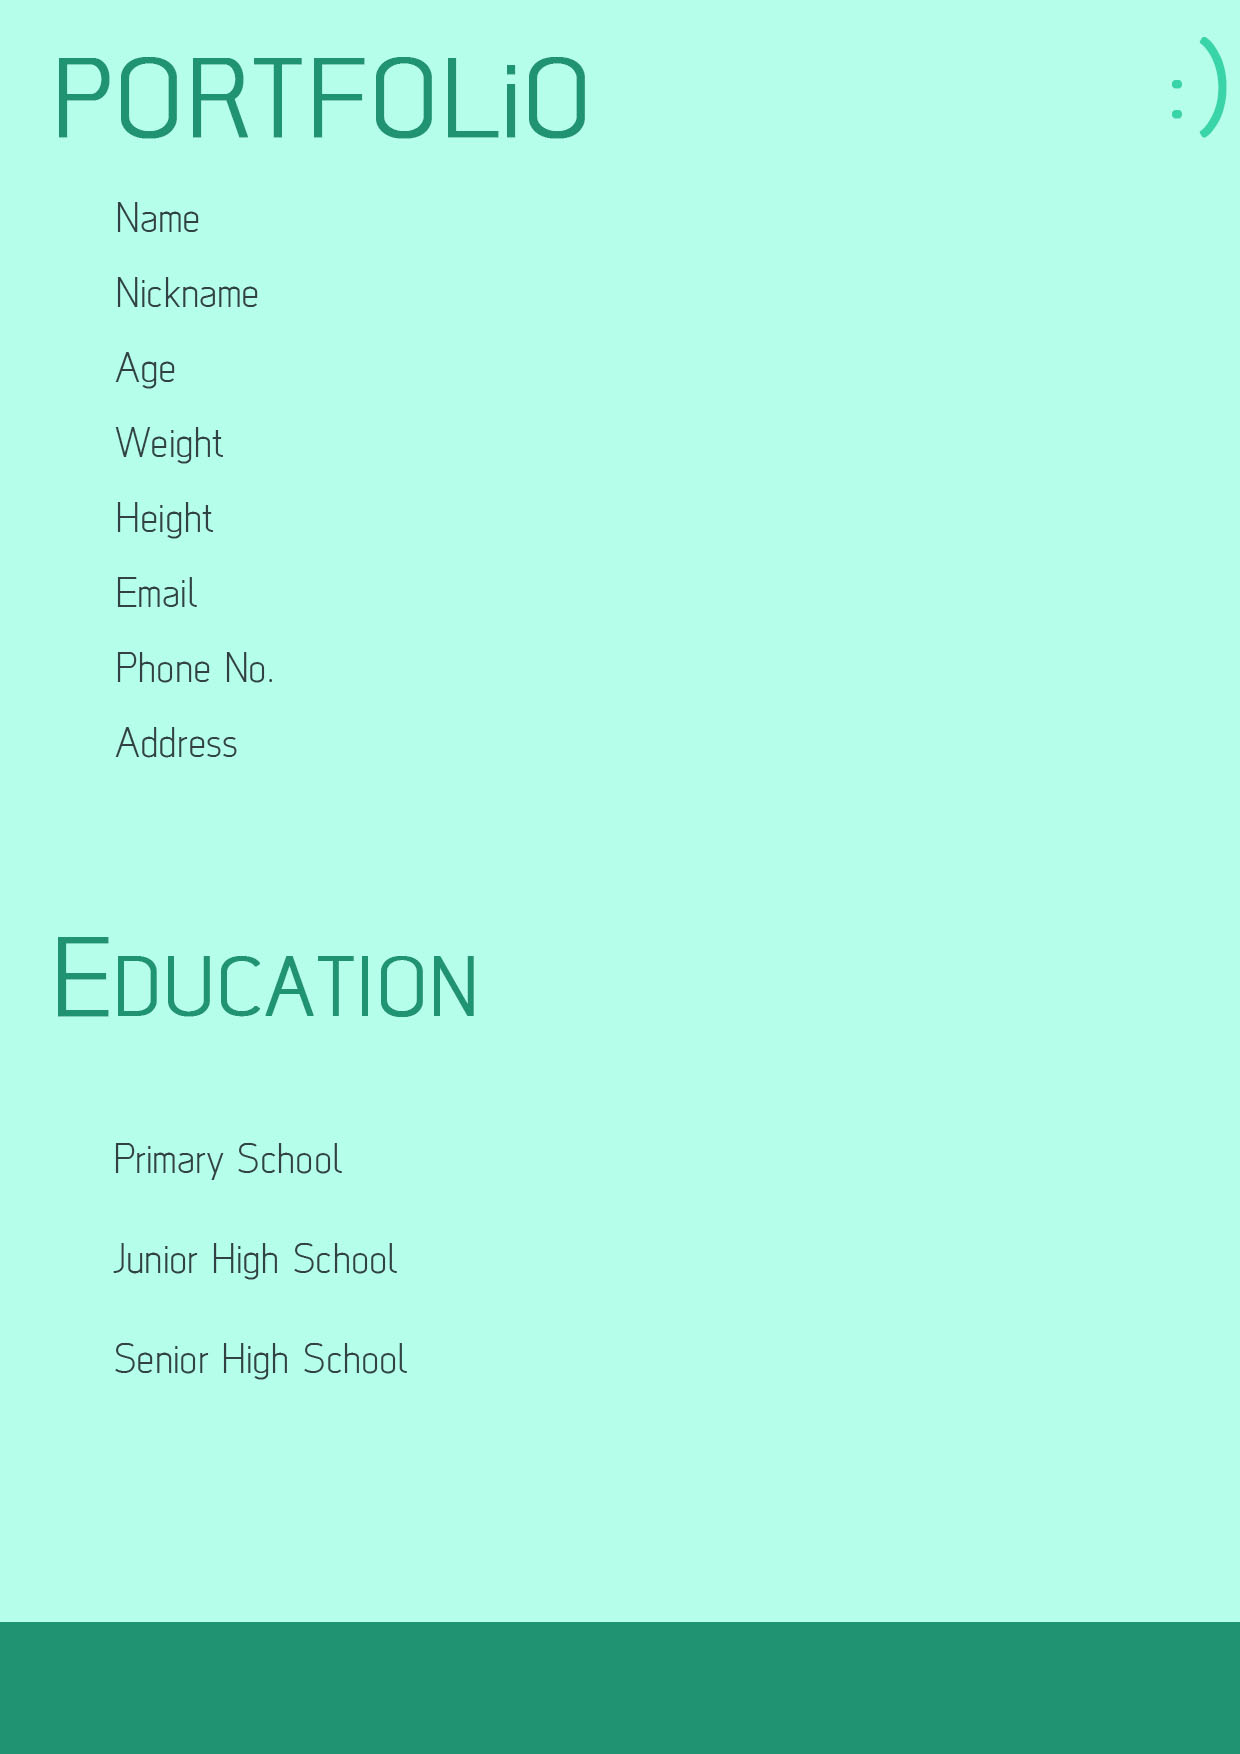 PORTFOLiO
:)
Name
Nickname
Age
Weight
Height
Email
Phone No.
Address
EDUCATION
Primary School
Junior High School
Senior High School